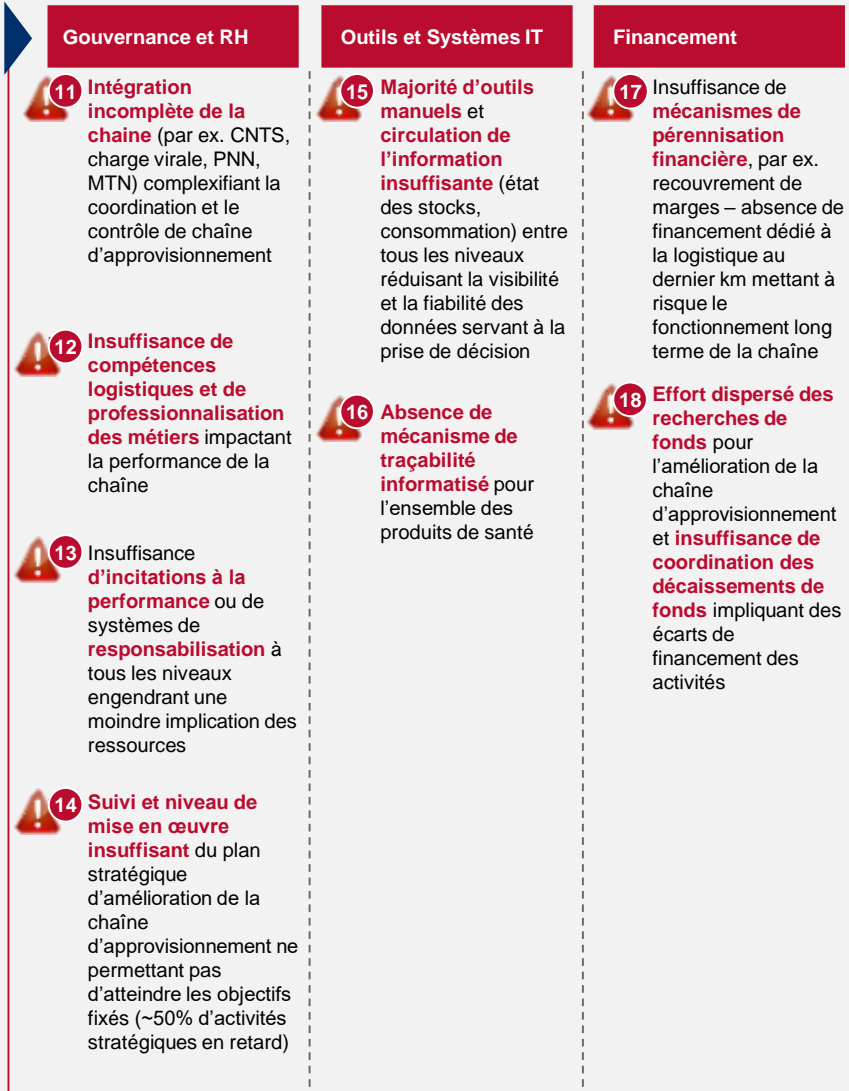 Gouvernance et RH
11
Intégration
incomplète de la
chaine (par ex. CNTS,
charge virale, PNN,
MTN) complexifiant la
coordination et le
contrôle de chaîne
d’approvisionnement
12
Insuffisance de
compétences
logistiques et de
professionnalisation
des métiers impactant
la performance de la
chaîne
13
Insuffisance
d’incitations à la
performance ou de
systèmes de
responsabilisation à
tous les niveaux
engendrant une
moindre implication des
ressources
14
Suivi et niveau de
mise en œuvre
insuffisant du plan
stratégique
d’amélioration de la
chaîne
d’approvisionnement ne
permettant pas
d’atteindre les objectifs
fixés (~50% d’activités
stratégiques en retard)
Outils et Systèmes IT
15
Majorité d’outils
manuels et
circulation de
l’information
insuffisante (état
des stocks,
consommation) entre
tous les niveaux
réduisant la visibilité
et la fiabilité des
données servant à la
prise de décision
16
Absence de
mécanisme de
traçabilité
informatisé pour
l’ensemble des
produits de santé
Financement
17
Insuffisance de
mécanismes de
pérennisation
financière, par ex.
recouvrement de
marges – absence de
financement dédié à
la logistique au
dernier km mettant à
risque le
fonctionnement long
terme de la chaîne
18
Effort dispersé des
recherches de
fonds pour
l’amélioration de la
chaîne
d’approvisionnement
et insuffisance de
coordination des
décaissements de
fonds impliquant des
écarts de
financement des
activités